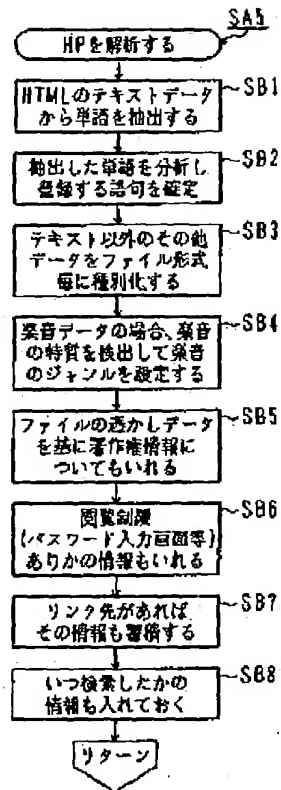 SA5
HPを解析する
SB1
HTMLのテキストデータ
から単語を抽出する
SB2
抽出した単語を分析し
登録する語句を確定
SB3
テキスト以外のその他
データをファイル形式
毎に種別化する
SB4
楽音データの場合、楽音
の特質を検出して楽音
のジャンルを設定する
SB5
ファイルの透かしデータ
を基に著作権情報に
ついてもいれる
SB6
閲覧制限
(パスワード入力画面等)
ありかの情報もいれる
SB7
リンク先があれば
その情報も蓄積する
SB8
いつ検索したかの
情報も入れておく
リターン